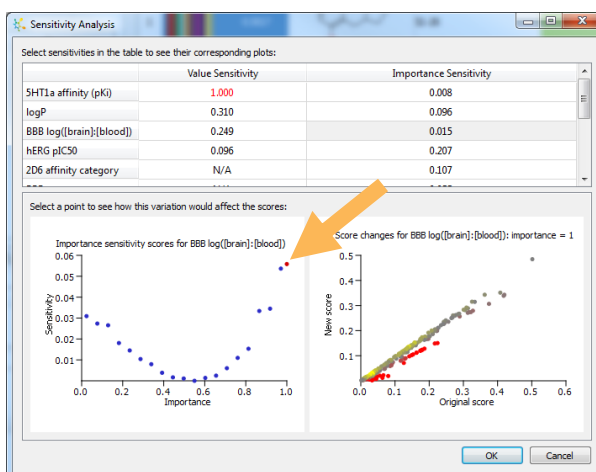 Sensitivity Analysis
Select sensitivities in the table to see their corresponding plots:
Value Sensitivity Importance Sensitivity
5HT1a affinity (pKi) 1.000 0.008
logP 0.310 0.096
BBB log([brain]:[blood]) 0.249 0.015
hERG pIC50 0.096 0.207
2D6 affinity category N/A 0.107
Select a point to see how this variation would affect the scores:
Importance sensitivity scores for BBB log([brain]:[blood])
0.06
0.05
0.04
0.03
0.02
0.01
Sensitivity
0.0 0.2 0.4 0.6 0.8 1.0
Importance
Score changes for BBB log([brain]:[blood]): importance = 1
0.5
0.4
0.3
0.2
0.1
New score
0.0 0.1 0.2 0.3 0.4 0.5 0.6
Original score
OK Cancel